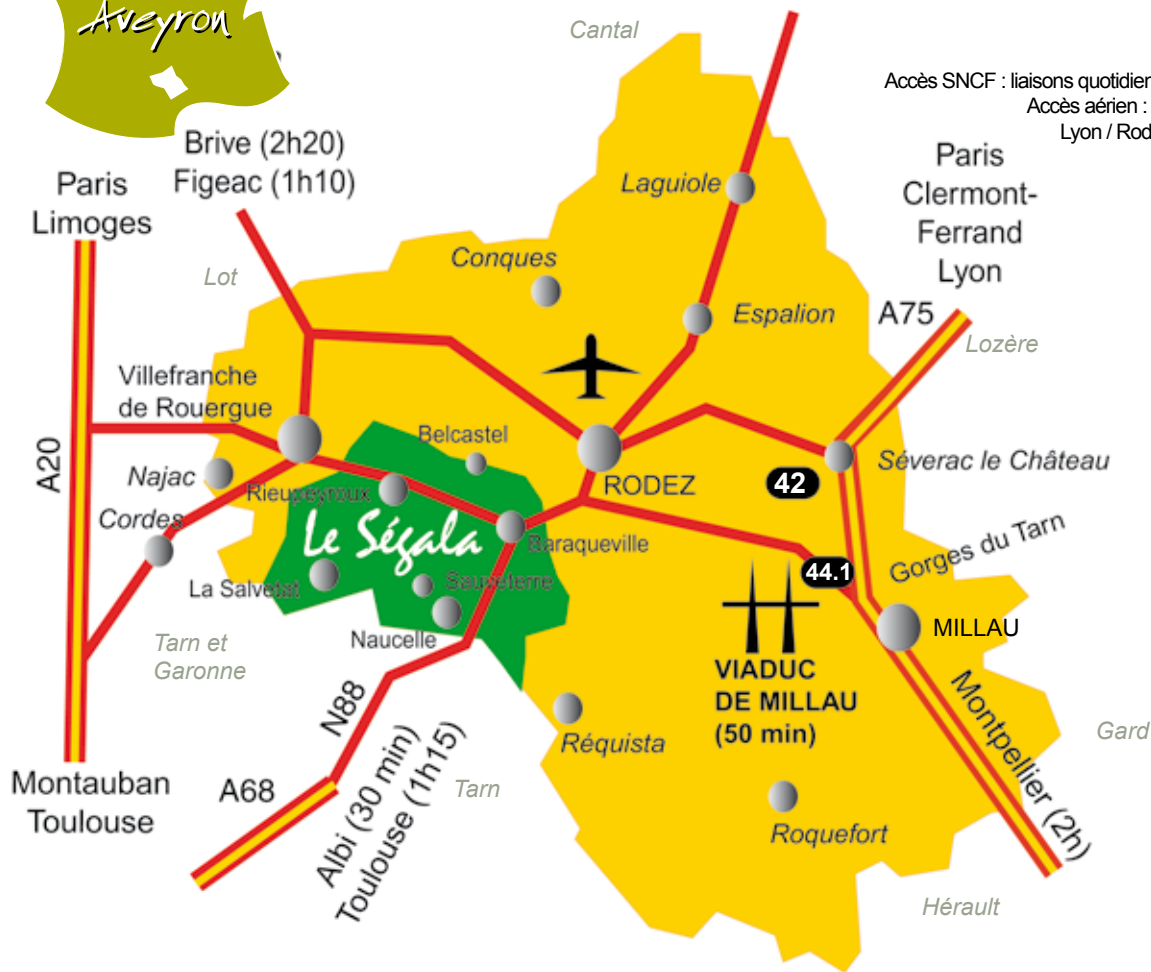 Aveyron
Cantal
Accès SNCF : liaisons quotidien
Accès aérien :
Lyon / Rod
Brive (2h20)
Figeac (1h10)
Paris
Limoges
Paris
Clermont-
Ferrand
Lyon
Laguiole
Conques
Lot
Espalion
A75
Lozère
Villefranche
de Rouergue
Belcastel
A20
Najac
Rieupeyroux
RODEZ
42
Séverac le Château
Cordes
Le Ségala
Baraqueville
Gorges du Tarn
44.1
La Salvetat
Sauveterre
Naucelle
MILLAU
Tarn et
Garonne
VIADUC
DE MILLAU
(50 min)
N88
Réquista
Montpellier (2h)
Gard
Montauban
Toulouse
A68
Albi (30 min)
Toulouse (1h15)
Tarn
Roquefort
Hérault